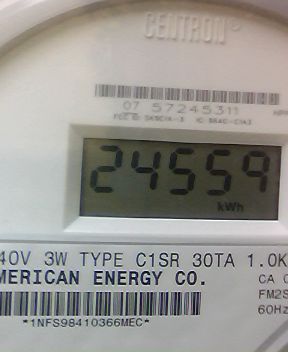 CENTRON®
07 57245311
24559
kWh
40V 3W TYPE C1SR 30TA 1.0K
MERICAN ENERGY CO.
CA
FM2S
60Hz
*1NFS98410366MEC*